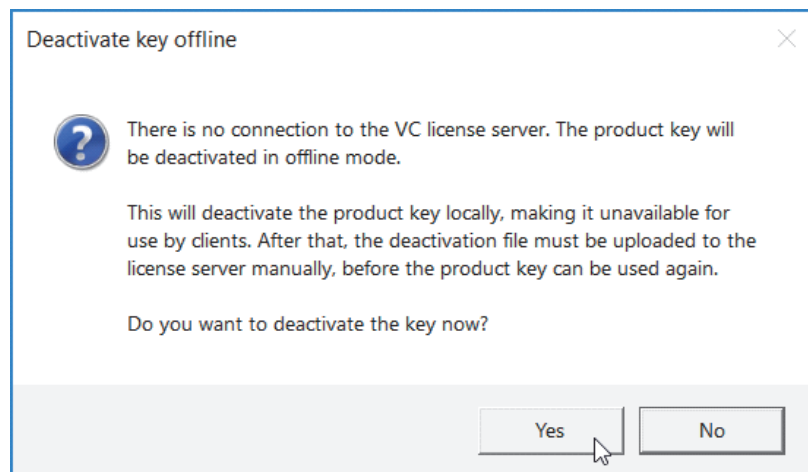 Deactivate key offline
There is no connection to the VC license server. The product key will
be deactivated in offline mode.
This will deactivate the product key locally, making it unavailable for
use by clients. After that, the deactivation file must be uploaded to the
license server manually, before the product key can be used again.
Do you want to deactivate the key now?
Yes
No